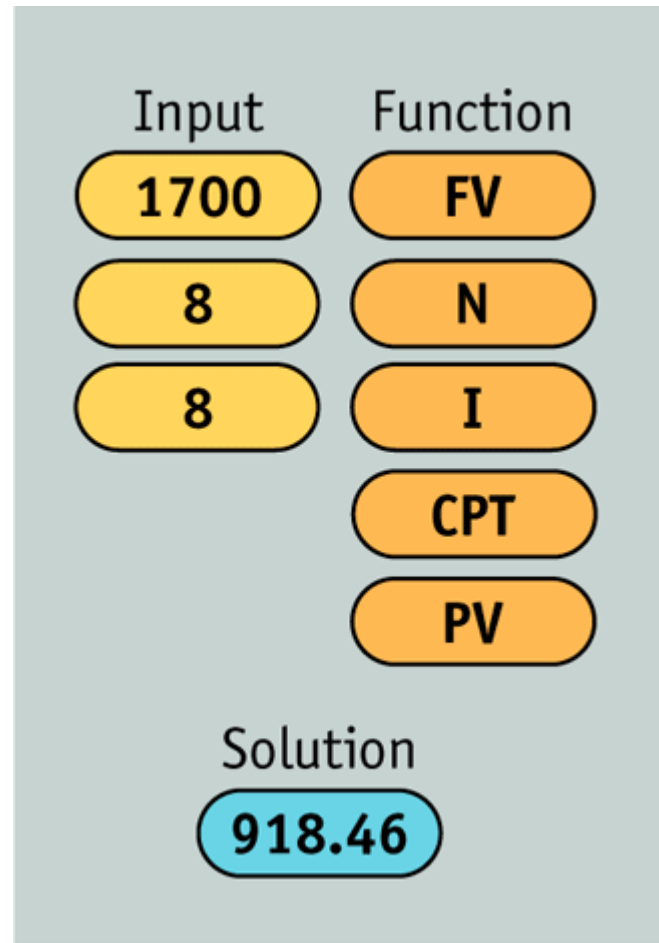 Input Function
1700 FV
8 N
8 I
CPT
PV
Solution
918.46